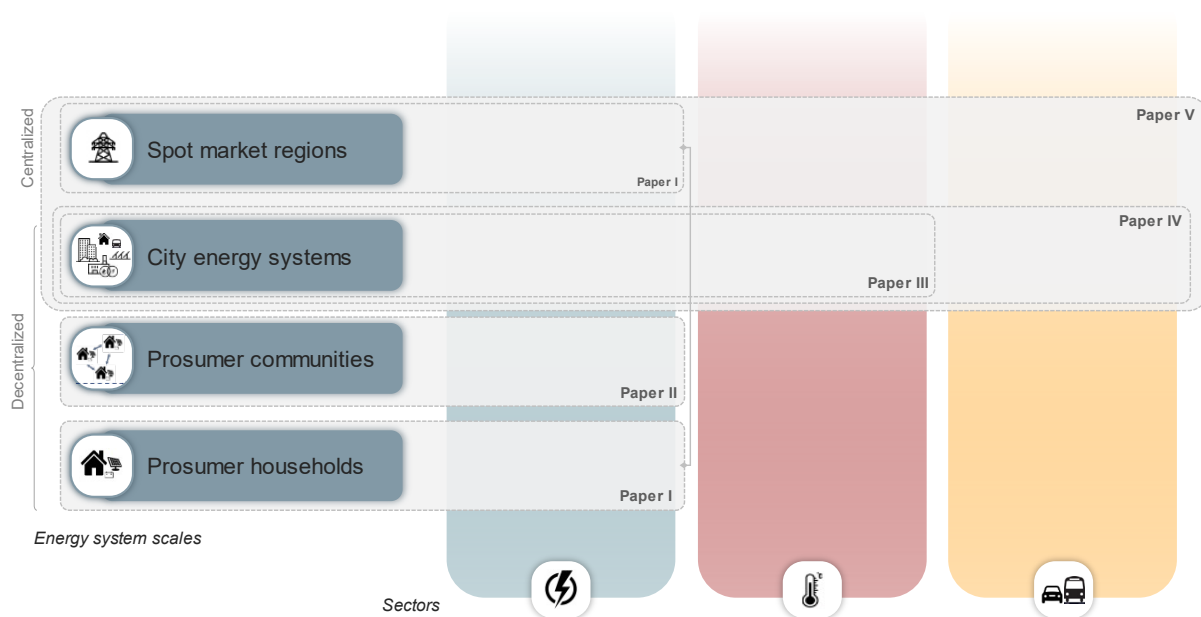 Centralized
Spot market regions
Paper I
Paper V
City energy systems
Paper III
Paper IV
Decentralized
Prosumer communities
Paper II
Prosumer households
Paper I
Energy system scales
Sectors